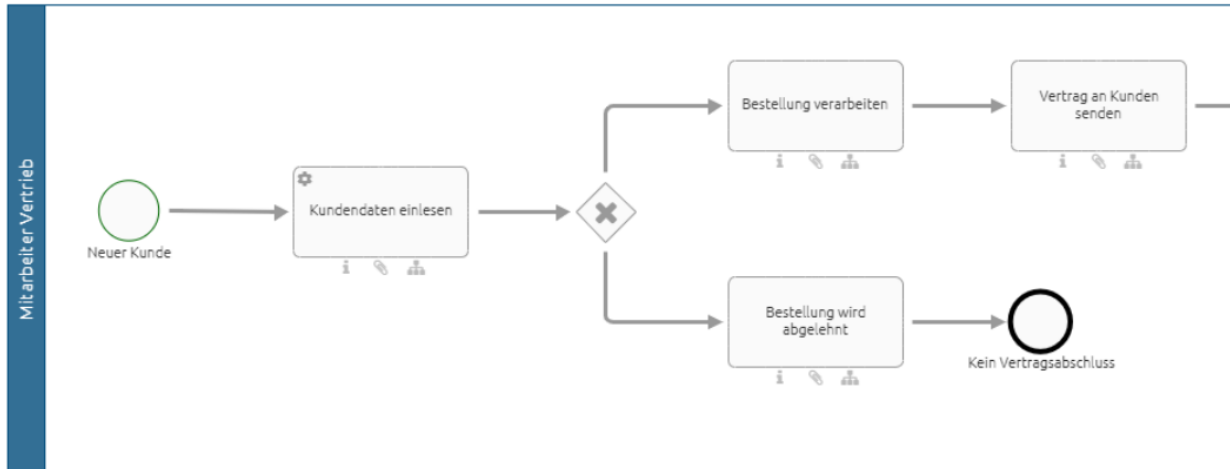 Mitarbeiter Vertrieb
Neuer Kunde
Kundendaten einlesen
Bestellung verarbeiten
Vertrag an Kunden
senden
Bestellung wird
abgelehnt
Kein Vertragsabschluss